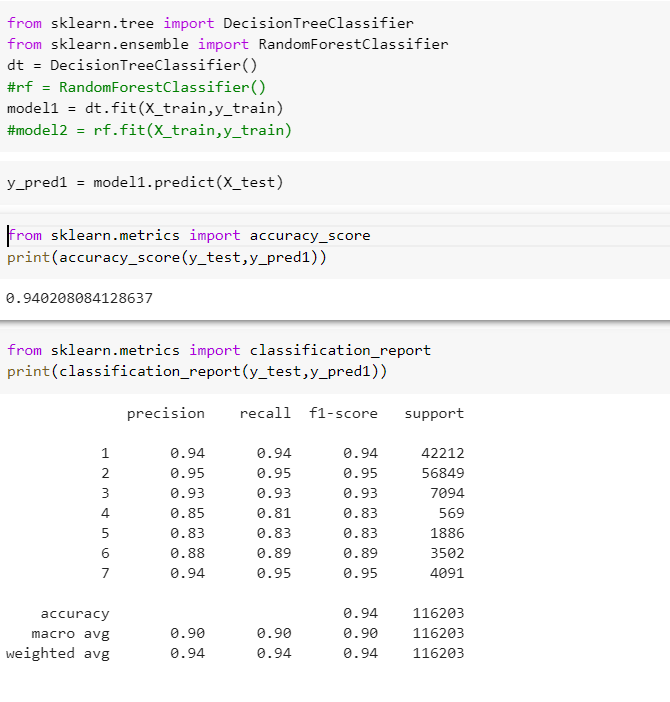 from sklearn.tree import DecisionTreeClassifier
from sklearn.ensemble import RandomForestClassifier
dt = DecisionTreeClassifier()
#rf = RandomForestClassifier()
model1 = dt.fit(X_train,y_train)
#model2 = rf.fit(X_train,y_train)
y_pred1 = model1.predict(X_test)
from sklearn.metrics import accuracy_score
print(accuracy_score(y_test,y_pred1))
0.940208084128637
from sklearn.metrics import classification_report
print(classification_report(y_test,y_pred1))
precision recall f1-score support
1 0.94 0.94 0.94 42212
2 0.95 0.95 0.95 56849
3 0.93 0.93 0.93 7094
4 0.85 0.81 0.83 569
5 0.83 0.83 0.83 1886
6 0.88 0.89 0.89 3502
7 0.94 0.95 0.95 4091
accuracy 0.94 116203
macro avg 0.90 0.90 0.90 116203
weighted avg 0.94 0.94 0.94 116203